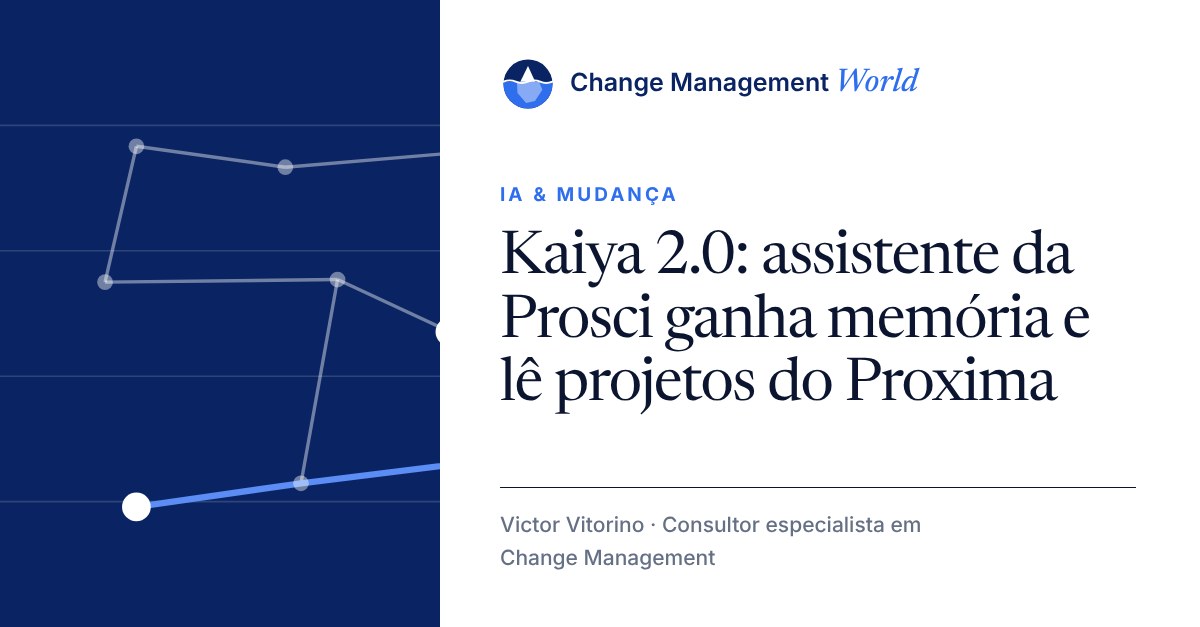 Change Management World
IA & MUDANÇA
Kaiya 2.0: assistente da
Prosci ganha memória e
lê projetos do Proxima
Victor Vitorino · Consultor especialista em
Change Management